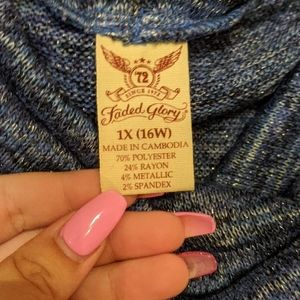 72
SINCE 1972
Faded Glory
1X (16W)
MADE IN CAMBODIA
70% POLYESTER
24% RAYON
4% METALLIC
2% SPANDEX